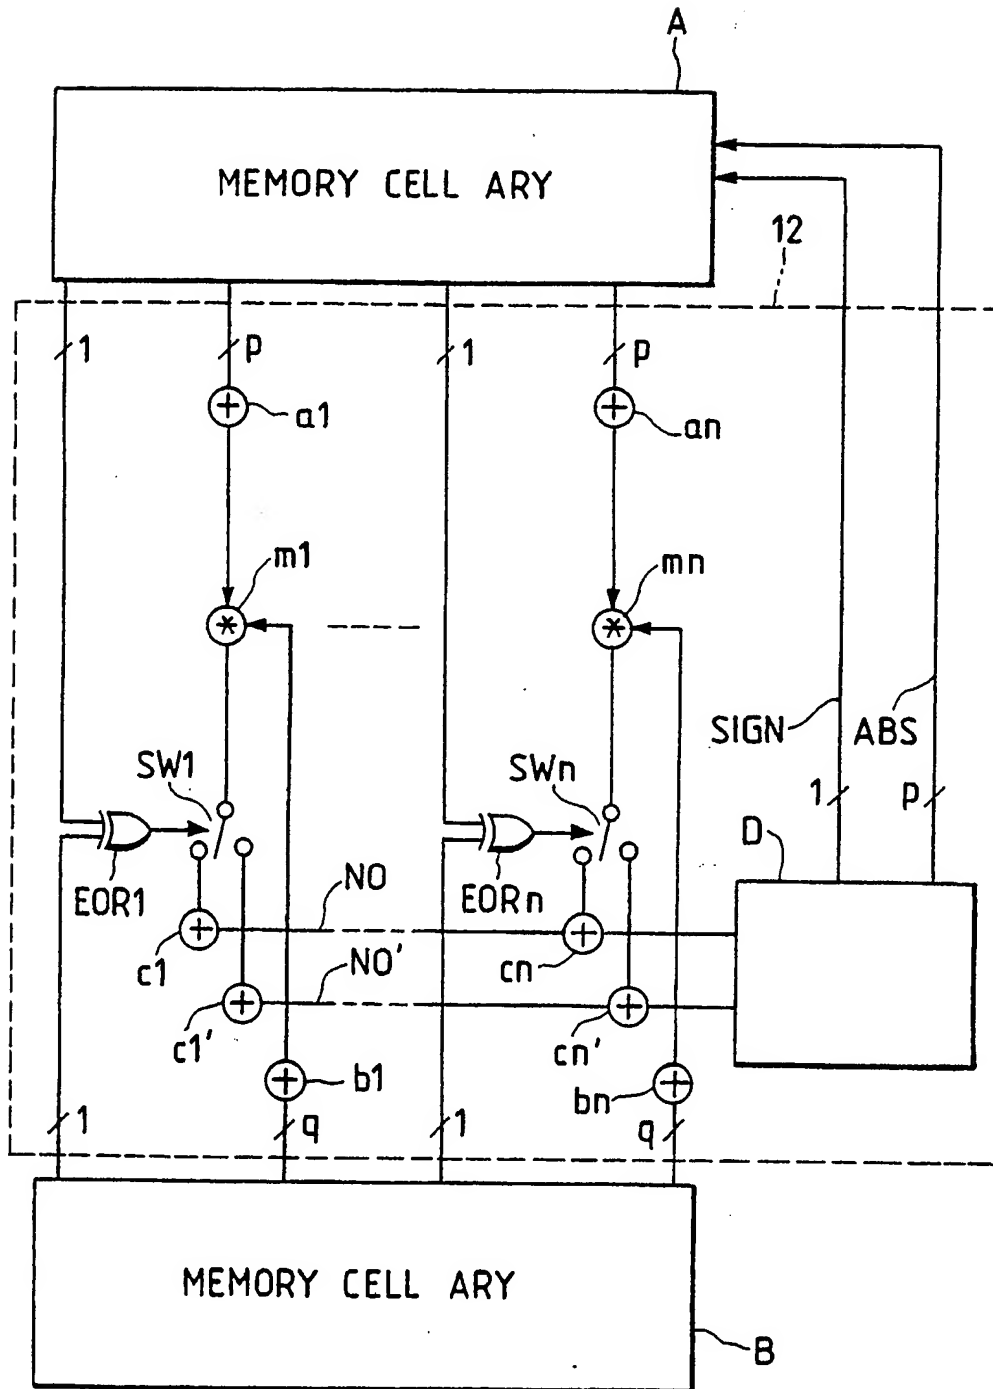 A
MEMORY CELL ARY
12
1
p
1
p
+
a1
+
an
m1
mn
*
*
SIGN
ABS
SW1
SWn
1
p
D
EOR1
NO
EORn
+
c1
+
cn
NO'
+
c1'
+
cn'
+
b1
+
bn
1
q
1
q
MEMORY CELL ARY
B